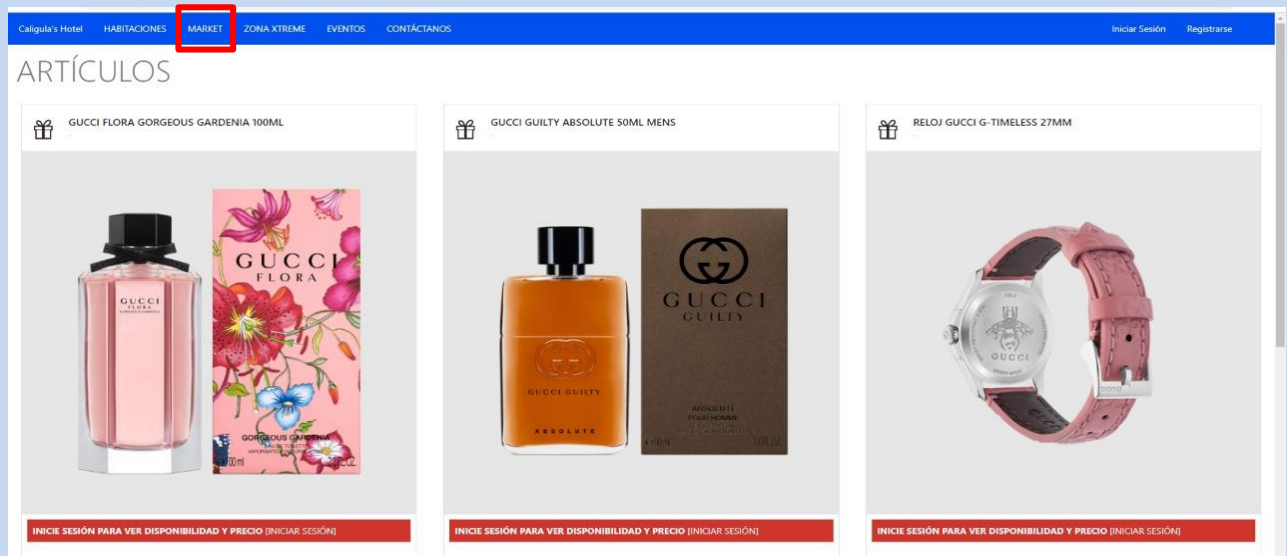 Caligula's Hotel HABITACIONES MARKET ZONA XTREME EVENTOS CONTÁCTANOS Iniciar Sesión Registrarse
ARTÍCULOS
GUCCI FLORA GORGEOUS GARDENIA 100ML
GUCCI GUILTY ABSOLUTE 50ML MENS
RELOJ GUCCI G-TIMELESS 27MM
GUCCI
FLORA
GUCCI
FLORA
GORGEOUS GARDENIA
GUCCI
GUILTY
GUCCI GUILTY
ABSOLUTE
ABSOLUTE
POUR HOMME
GUCCI
INICIE SESIÓN PARA VER DISPONIBILIDAD Y PRECIO [INICIAR SESIÓN]
INICIE SESIÓN PARA VER DISPONIBILIDAD Y PRECIO [INICIAR SESIÓN]
INICIE SESIÓN PARA VER DISPONIBILIDAD Y PRECIO [INICIAR SESIÓN]